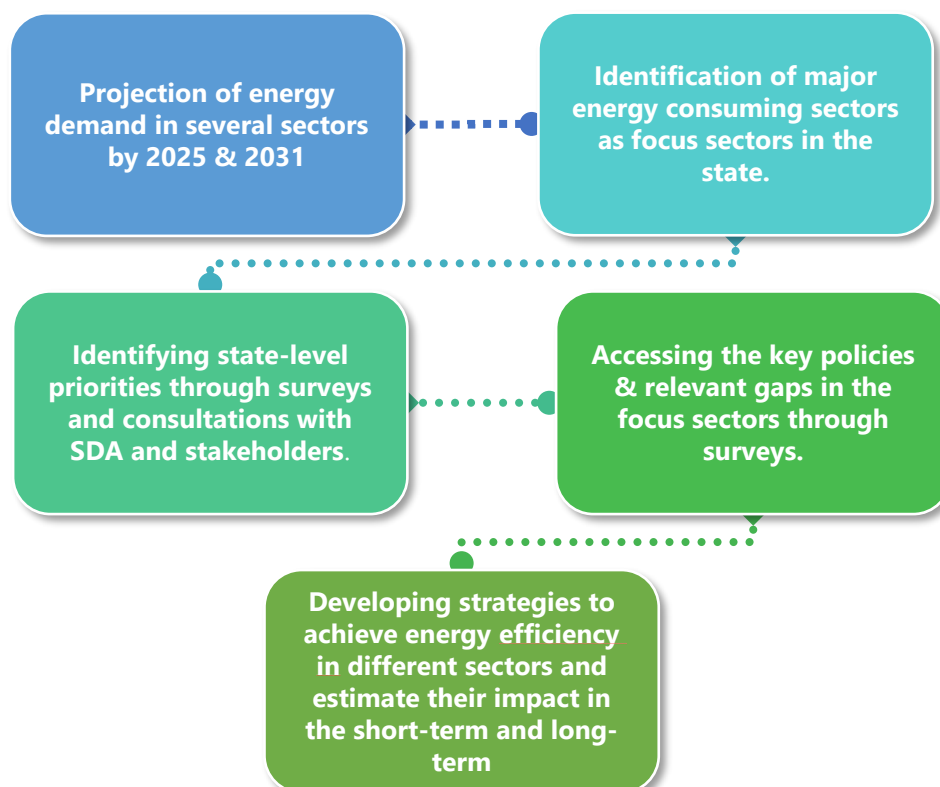 Projection of energy
demand in several sectors
by 2025 & 2031
Identification of major
energy consuming sectors
as focus sectors in the
state.
Identifying state-level
priorities through surveys
and consultations with
SDA and stakeholders.
Accessing the key policies
& relevant gaps in the
focus sectors through
surveys.
Developing strategies to
achieve energy efficiency
in different sectors and
estimate their impact in
the short-term and long-
term